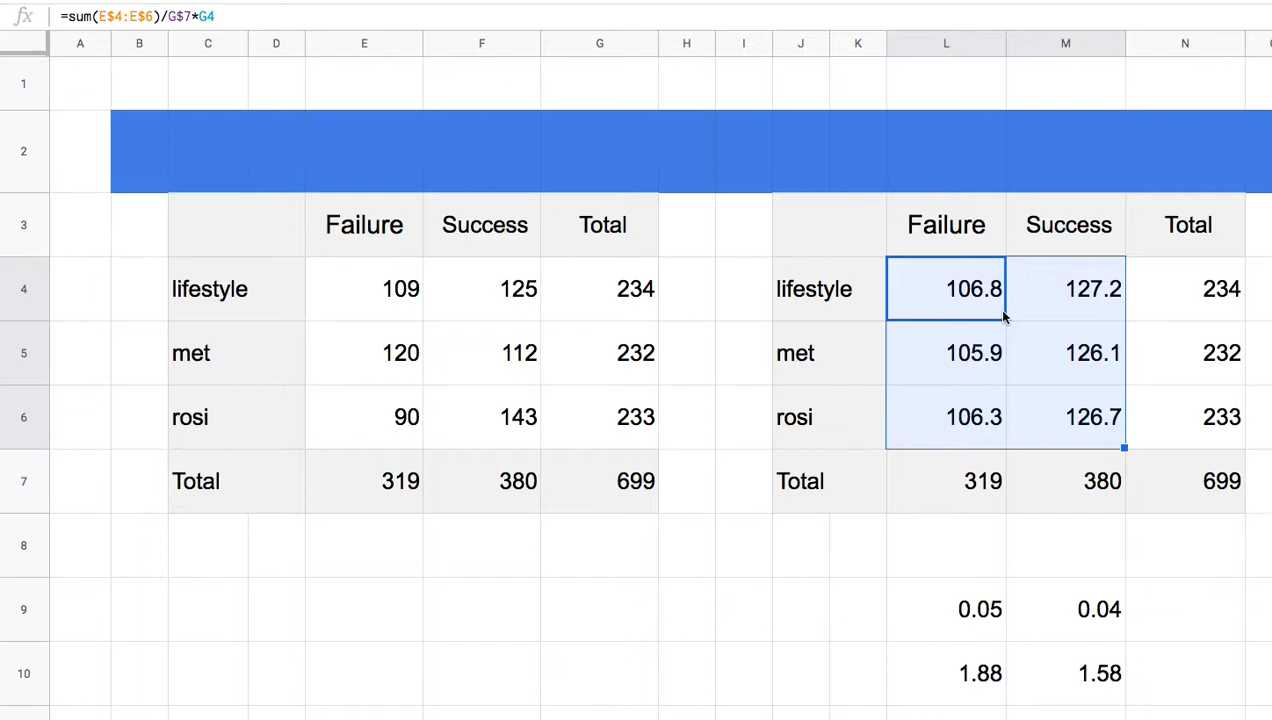 fx =sum(E$4:E$6)/G$7*G4
A B C D E F G H I J K L M N
1
2
3 Failure Success Total Failure Success Total
4 lifestyle 109 125 234 lifestyle 106.8 127.2 234
5 met 120 112 232 met 105.9 126.1 232
6 rosi 90 143 233 rosi 106.3 126.7 233
7 Total 319 380 699 Total 319 380 699
8
9 0.05 0.04
10 1.88 1.58